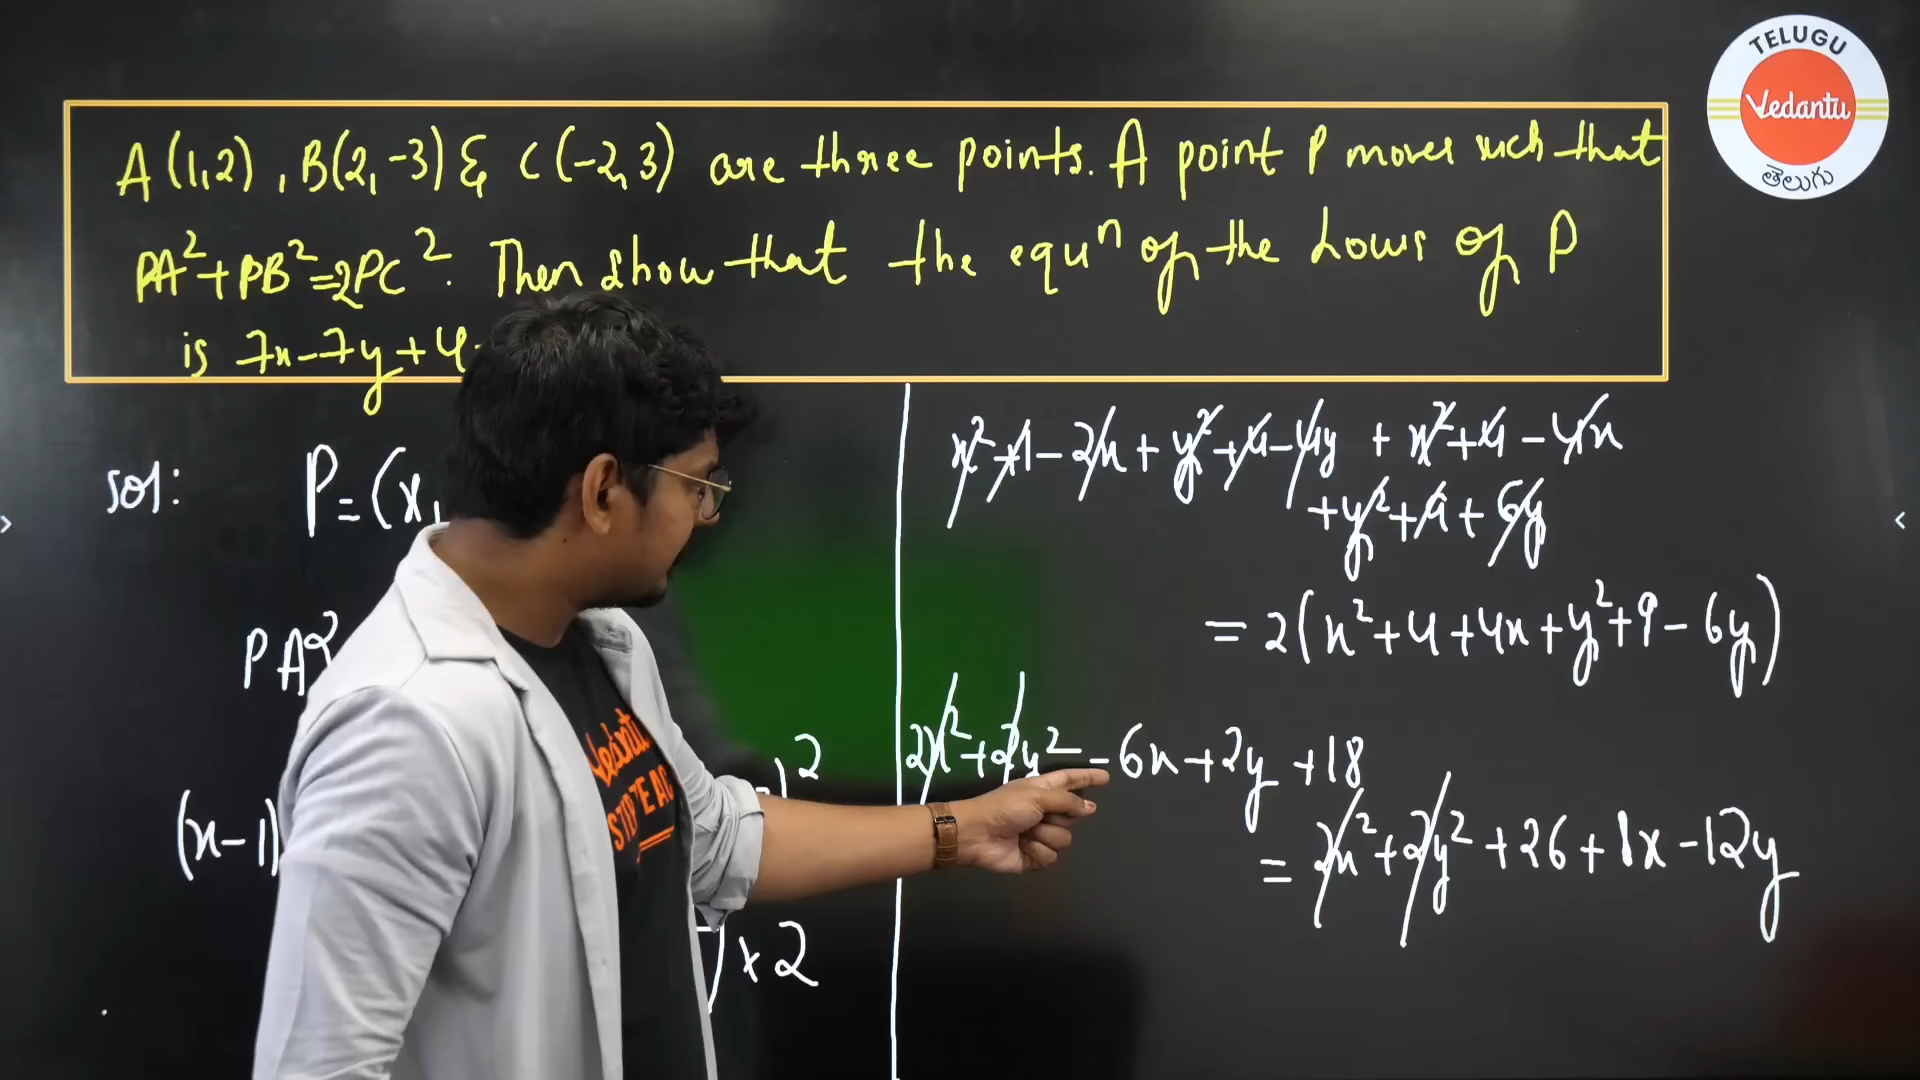 TELUGU
Vedantu
తెలుగు
A (1,2) , B(2,-3) & C (-2,3) are three points. A point P moves such that
PA²+PB²=2PC². Then show that the equⁿ of the Locus of P
is 7x-7y+4
sol: P=(x,
PA²
(x-1) )²
) + 2
x²+1-2x+y²+4-4y + x²+4-4x
+y²+9+6y
= 2(x²+4+4x+y²+9-6y)
2x²+2y²-6x+2y+18
= 2x²+2y²+26+8x-12y
Vedantu